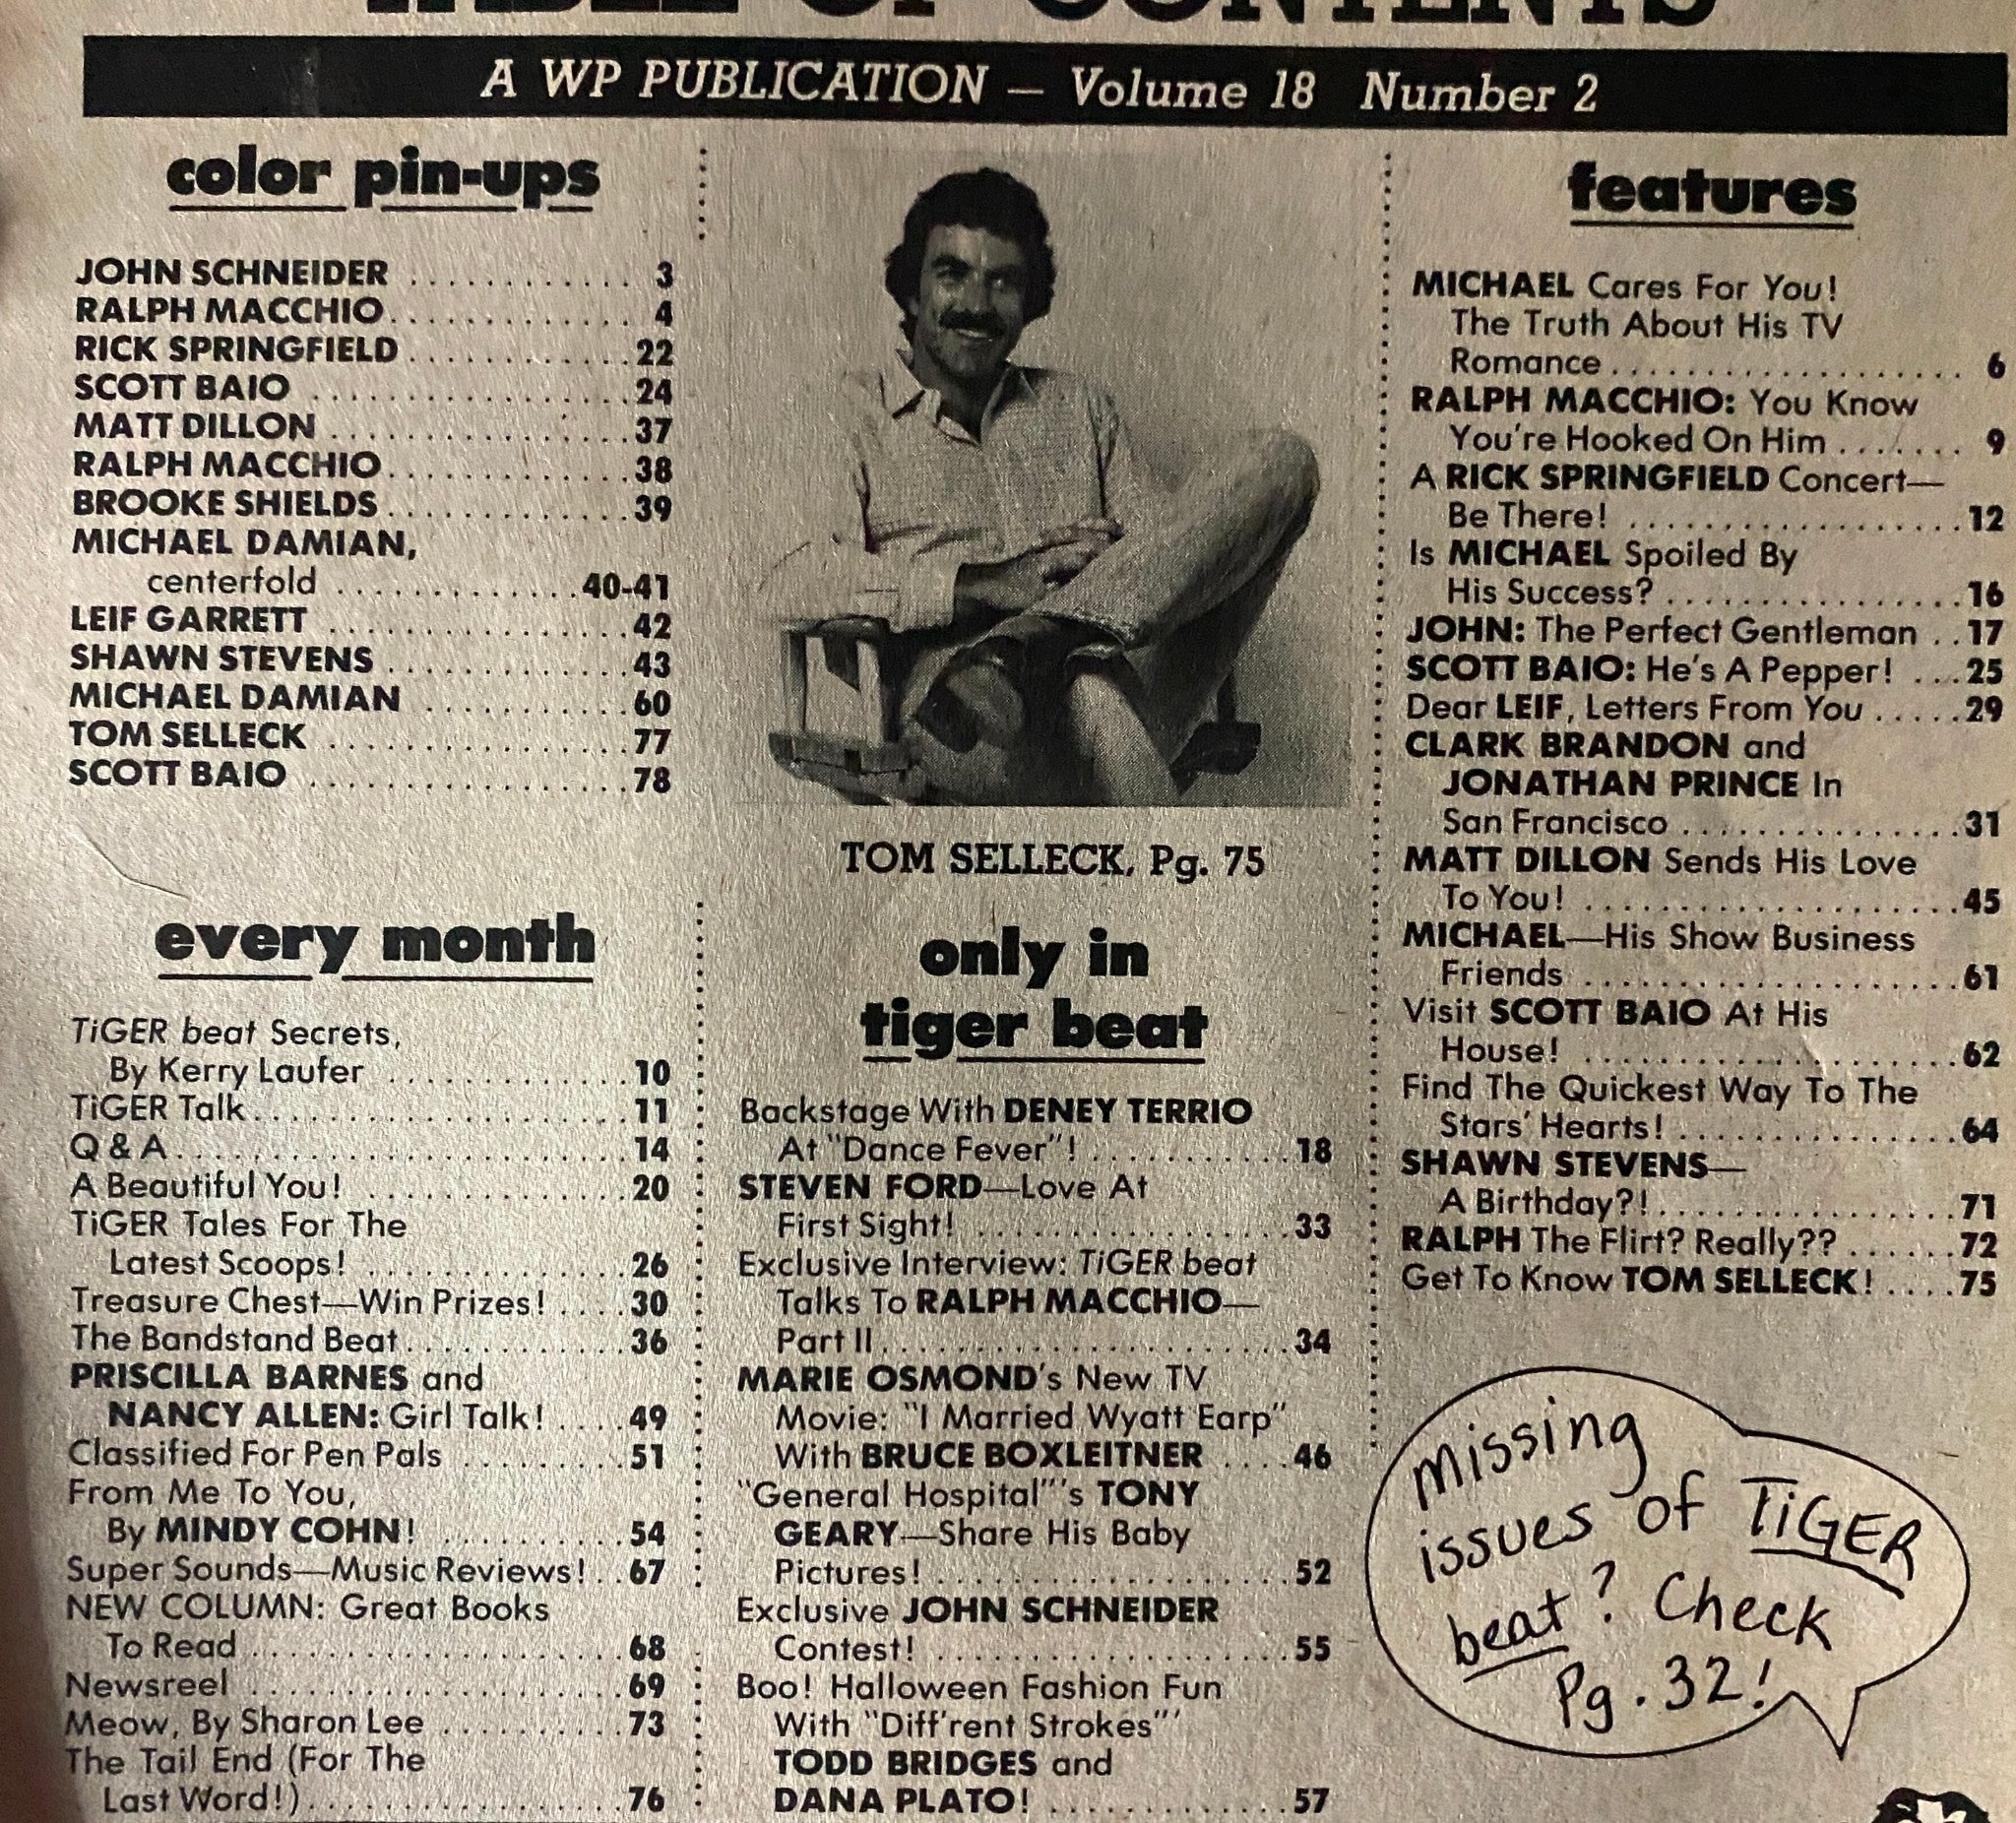 TABLE OF CONTENTS
A WP PUBLICATION — Volume 18 Number 2
color pin-ups
JOHN SCHNEIDER ............ 3
RALPH MACCHIO ............ 4
RICK SPRINGFIELD ............ 22
SCOTT BAIO ............ 24
MATT DILLON ............ 37
RALPH MACCHIO ............ 38
BROOKE SHIELDS ............ 39
MICHAEL DAMIAN,
centerfold ............ 40-41
LEIF GARRETT ............ 42
SHAWN STEVENS ............ 43
MICHAEL DAMIAN ............ 60
TOM SELLECK ............ 77
SCOTT BAIO ............ 78
every month
TiGER beat Secrets,
By Kerry Laufer ............ 10
TiGER Talk ............ 11
Q & A ............ 14
A Beautiful You! ............ 20
TiGER Tales For The
Latest Scoops! ............ 26
Treasure Chest—Win Prizes! .... 30
The Bandstand Beat ............ 36
PRISCILLA BARNES and
NANCY ALLEN: Girl Talk! .... 49
Classified For Pen Pals ......... 51
From Me To You,
By MINDY COHN! .......... 54
Super Sounds—Music Reviews! .. 67
NEW COLUMN: Great Books
To Read ............ 68
Newsreel ............ 69
Meow, By Sharon Lee .......... 73
The Tail End (For The
Last Word!) ............ 76
TOM SELLECK, Pg. 75
only in
tiger beat
Backstage With DENEY TERRIO
At "Dance Fever"! ........... 18
STEVEN FORD—Love At
First Sight! ............ 33
Exclusive Interview: TiGER beat
Talks To RALPH MACCHIO—
Part II ............ 34
MARIE OSMOND's New TV
Movie: "I Married Wyatt Earp"
With BRUCE BOXLEITNER .... 46
"General Hospital"'s TONY
GEARY—Share His Baby
Pictures! ............ 52
Exclusive JOHN SCHNEIDER
Contest! ............ 55
Boo! Halloween Fashion Fun
With "Diff'rent Strokes"'
TODD BRIDGES and
DANA PLATO! ............ 57
features
MICHAEL Cares For You!
The Truth About His TV
Romance ............ 6
RALPH MACCHIO: You Know
You're Hooked On Him ....... 9
A RICK SPRINGFIELD Concert—
Be There! ............ 12
Is MICHAEL Spoiled By
His Success? ............ 16
JOHN: The Perfect Gentleman .. 17
SCOTT BAIO: He's A Pepper! ... 25
Dear LEIF, Letters From You ..... 29
CLARK BRANDON and
JONATHAN PRINCE In
San Francisco ............ 31
MATT DILLON Sends His Love
To You! ............ 45
MICHAEL—His Show Business
Friends ............ 61
Visit SCOTT BAIO At His
House! ............ 62
Find The Quickest Way To The
Stars' Hearts! ............ 64
SHAWN STEVENS—
A Birthday?! ............ 71
RALPH The Flirt? Really?? ...... 72
Get To Know TOM SELLECK! .... 75
Missing
issues of TiGER
beat? Check
Pg. 32!